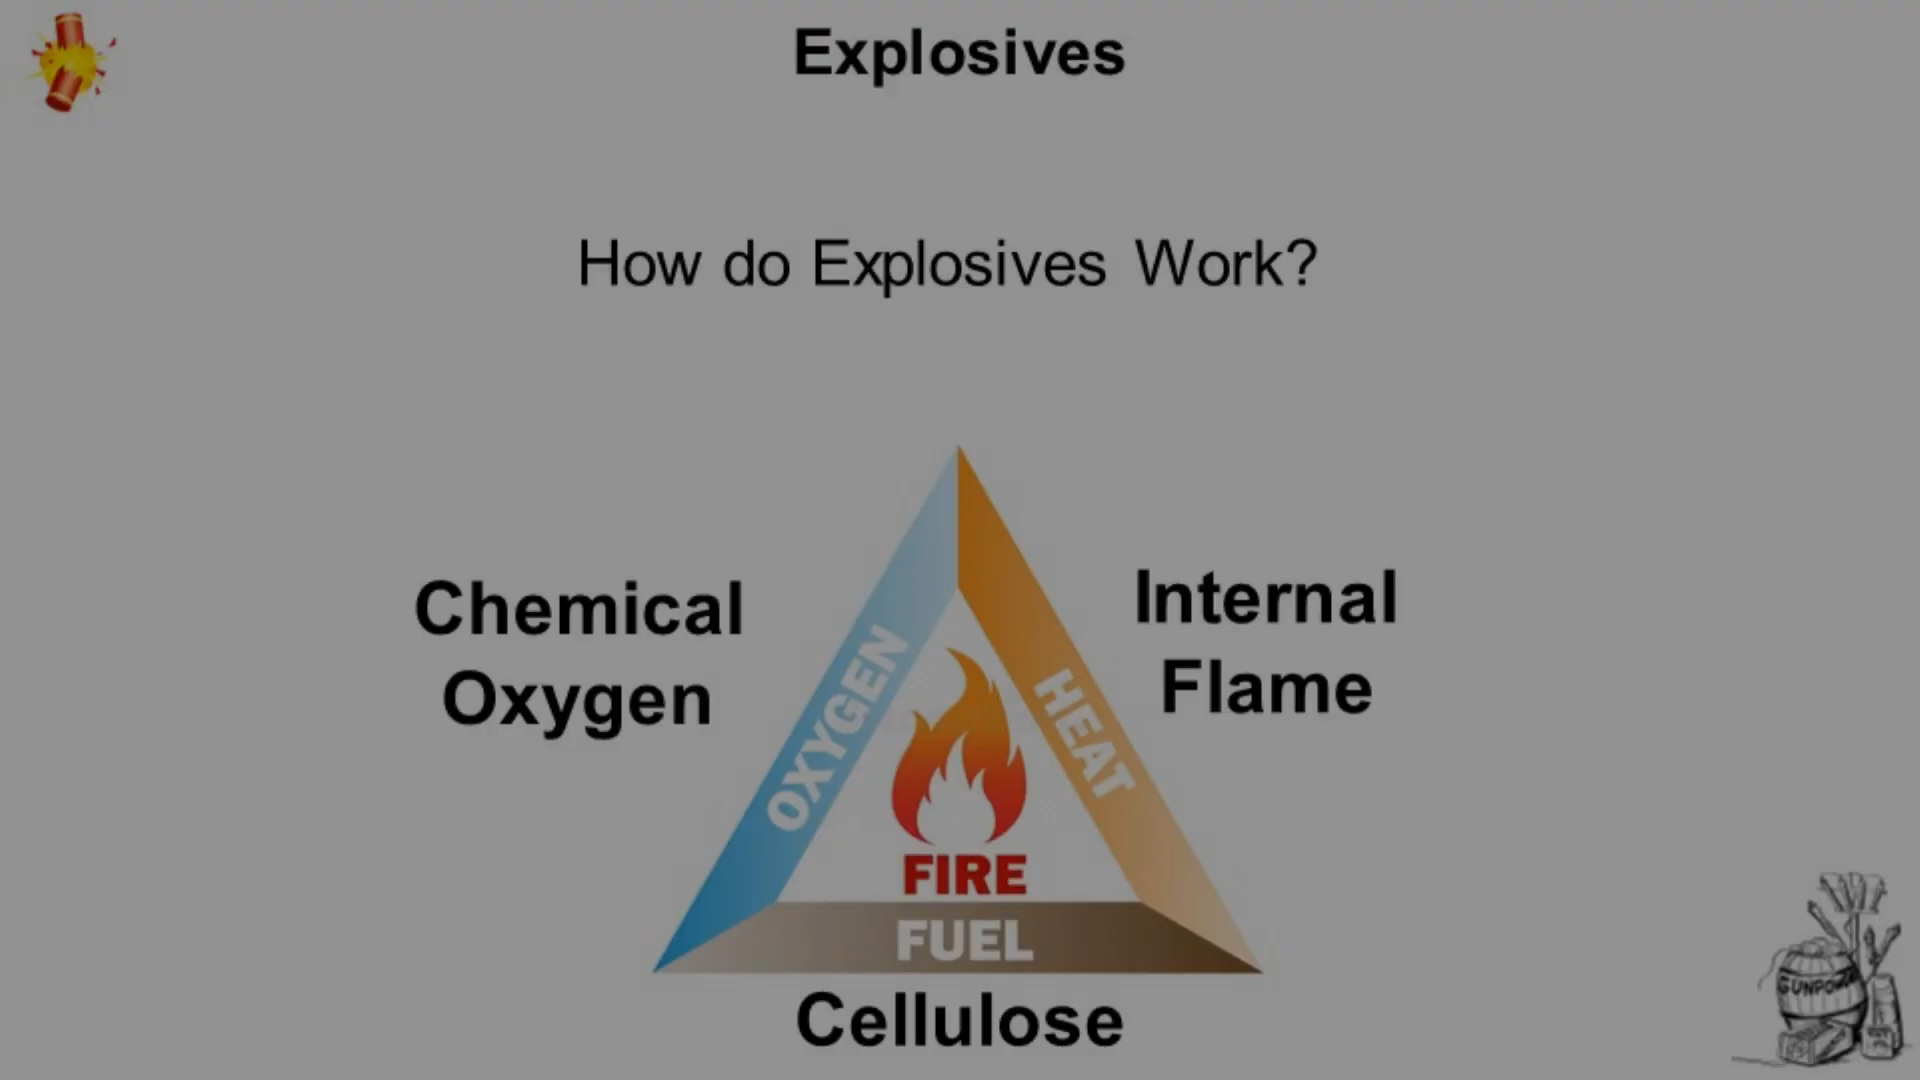 Explosives
How do Explosives Work?
Chemical
Oxygen
Internal
Flame
OXYGEN
HEAT
FIRE
FUEL
Cellulose